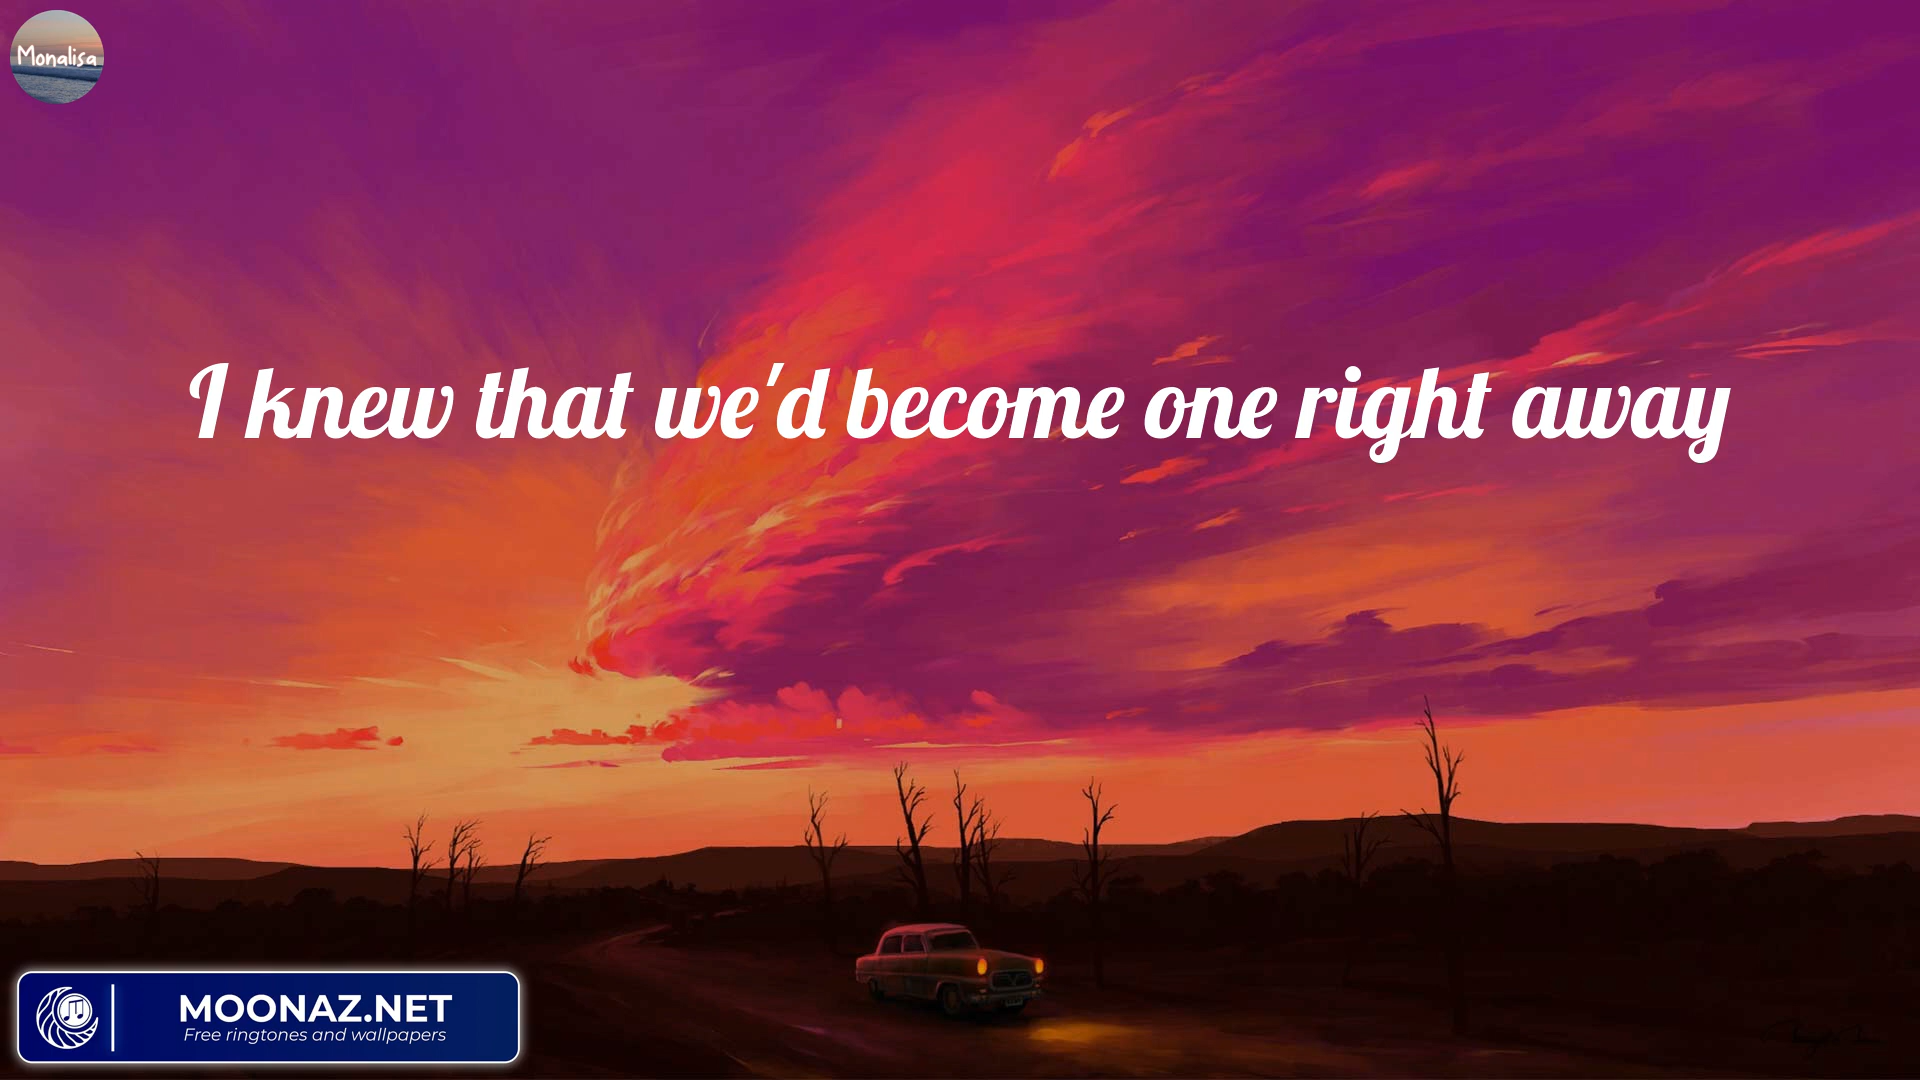 Monalisa
I knew that we'd become one right away
MOONAZ.NET
Free ringtones and wallpapers